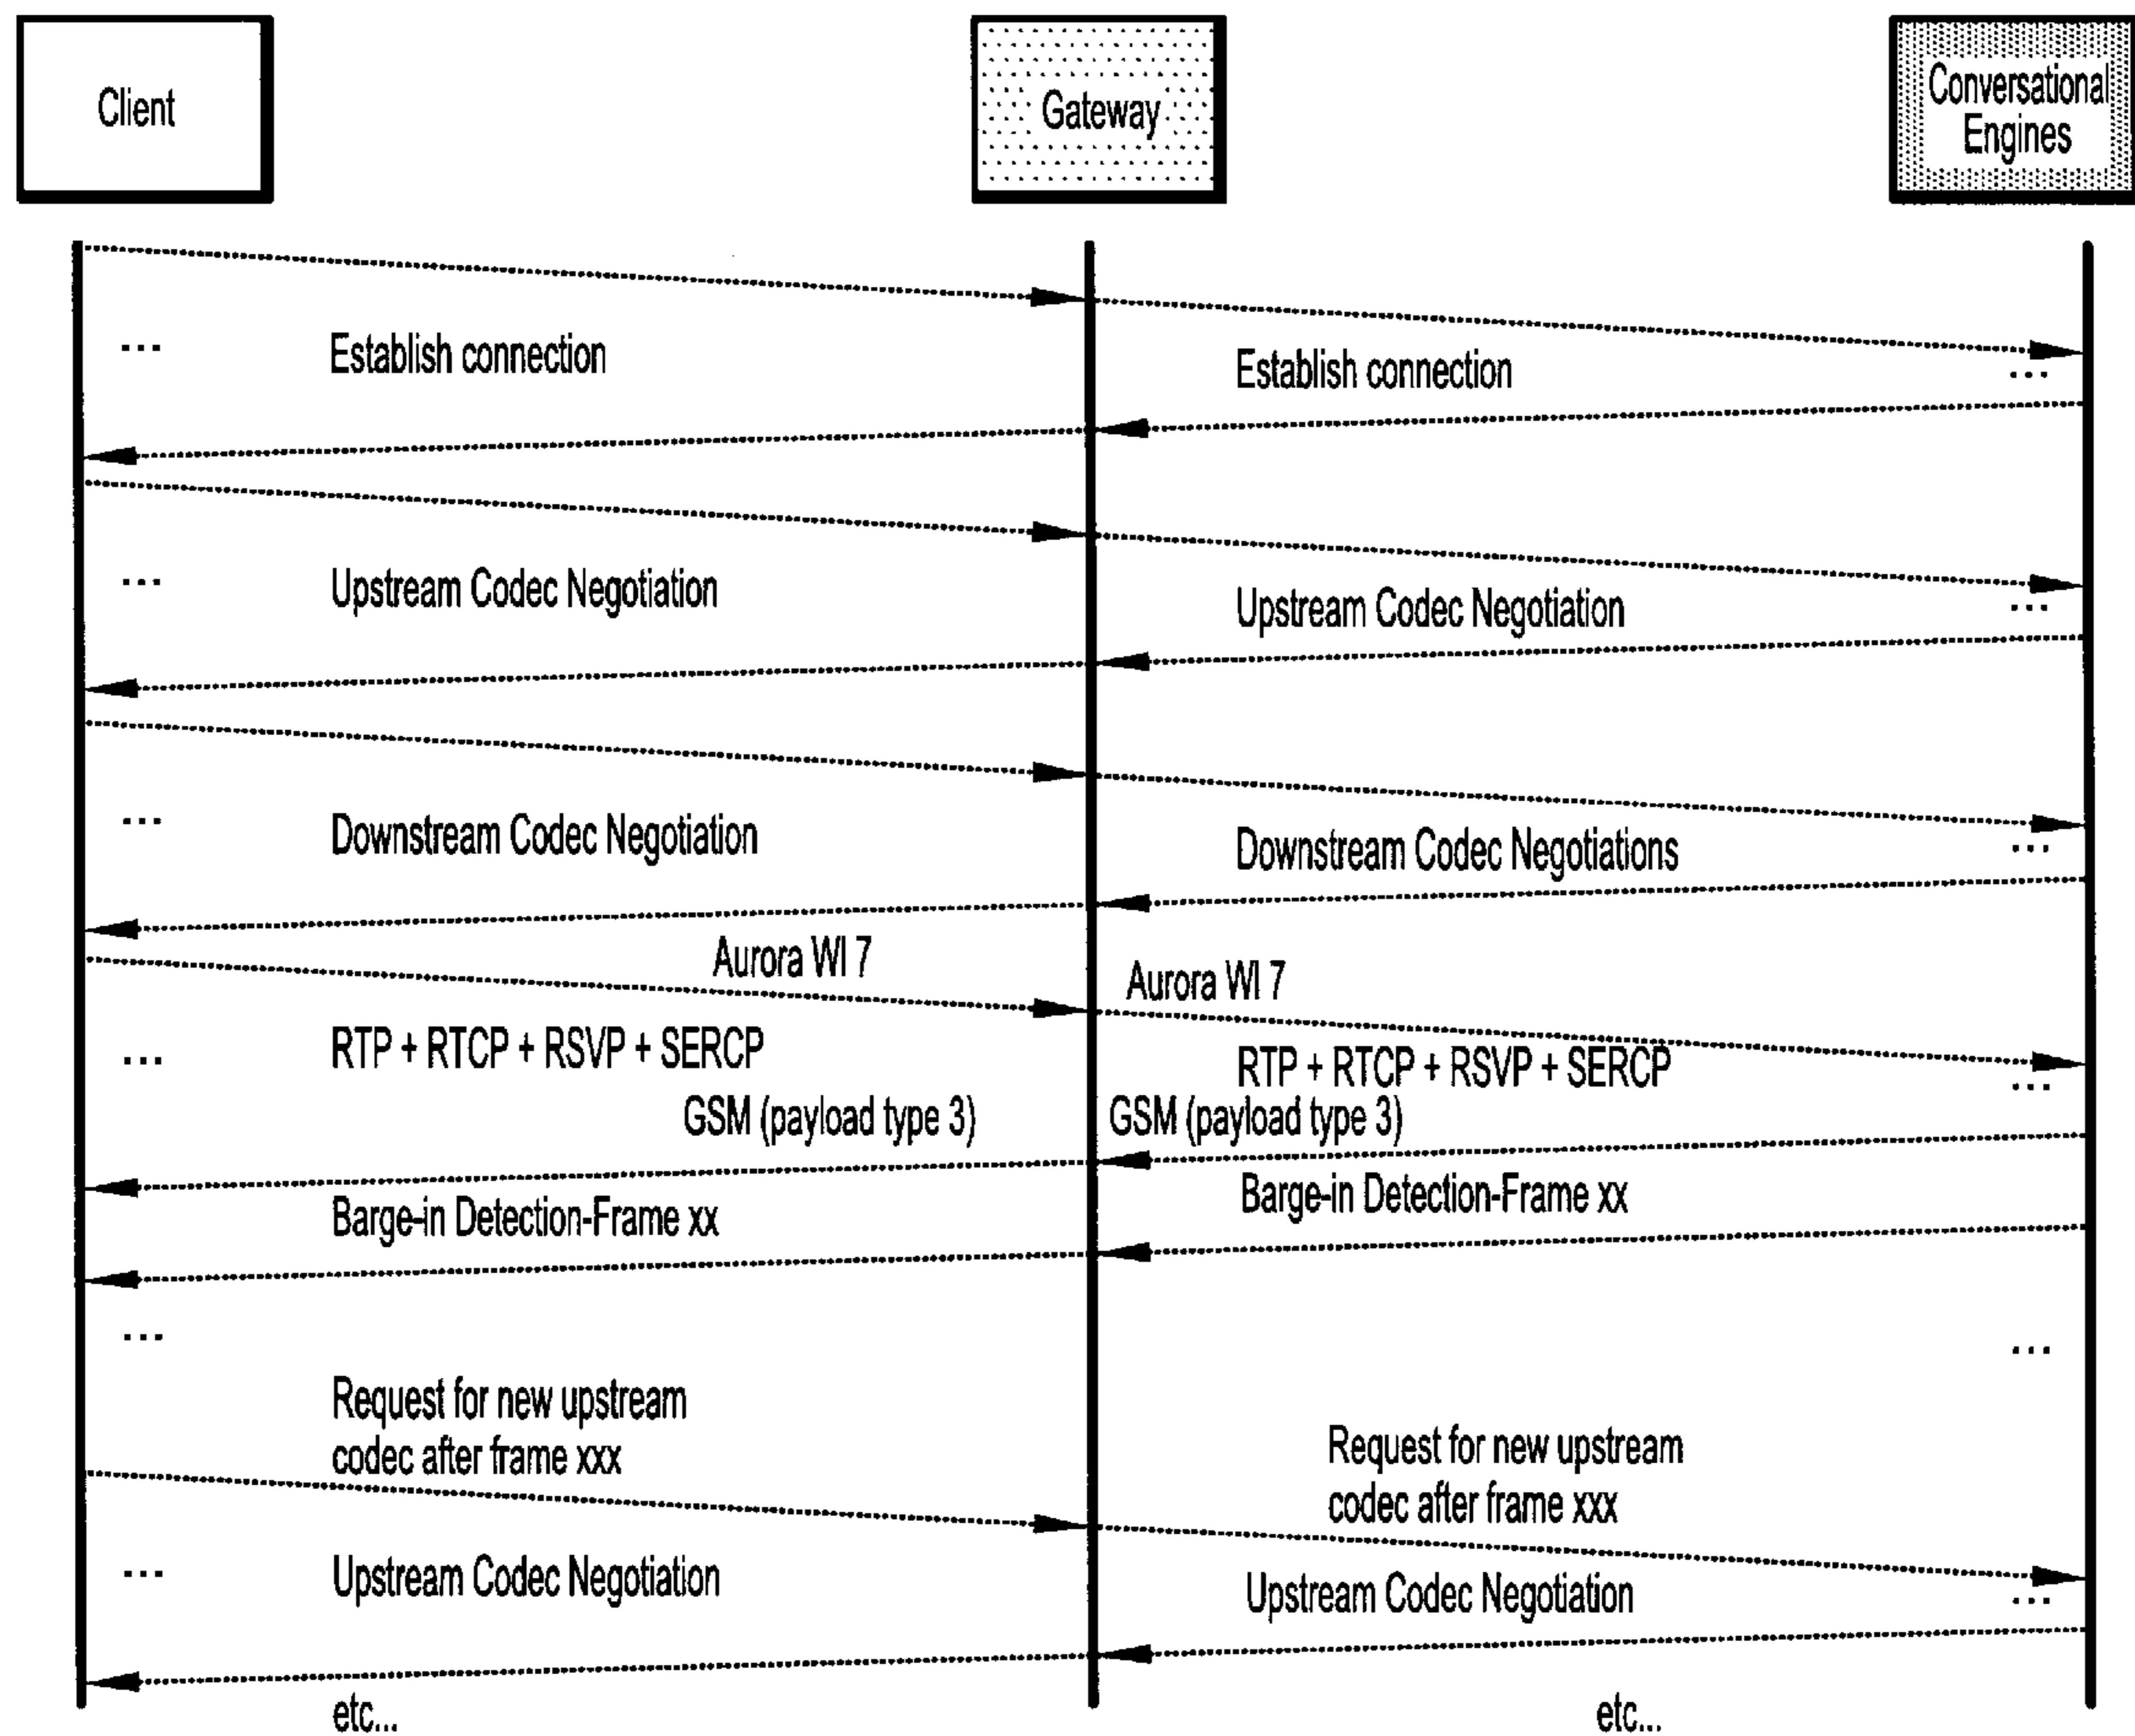 Client
Gateway
Conversational
Engines
... Establish connection
Establish connection ...
... Upstream Codec Negotiation
Upstream Codec Negotiation ...
... Downstream Codec Negotiation
Downstream Codec Negotiations ...
Aurora WI 7
Aurora WI 7
... RTP + RTCP + RSVP + SERCP
RTP + RTCP + RSVP + SERCP ...
GSM (payload type 3)
GSM (payload type 3)
Barge-in Detection-Frame xx
Barge-in Detection-Frame xx
...
...
Request for new upstream
codec after frame xxx
Request for new upstream
codec after frame xxx
... Upstream Codec Negotiation
Upstream Codec Negotiation ...
etc...
etc...